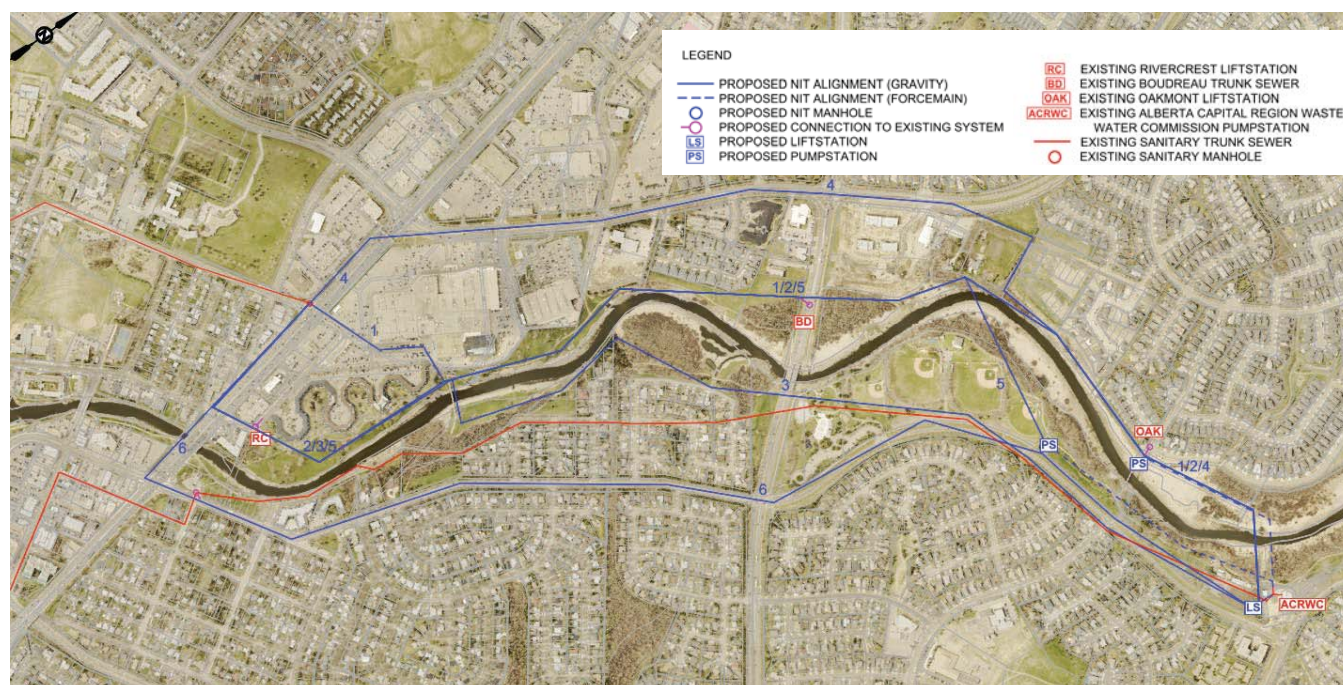 N
LEGEND
PROPOSED NIT ALIGNMENT (GRAVITY)
PROPOSED NIT ALIGNMENT (FORCEMAIN)
PROPOSED NIT MANHOLE
PROPOSED CONNECTION TO EXISTING SYSTEM
LS PROPOSED LIFTSTATION
PS PROPOSED PUMPSTATION
RC EXISTING RIVERCREST LIFTSTATION
BD EXISTING BOUDREAU TRUNK SEWER
OAK EXISTING OAKMONT LIFTSTATION
ACRWC EXISTING ALBERTA CAPITAL REGION WASTE
WATER COMMISSION PUMPSTATION
EXISTING SANITARY TRUNK SEWER
EXISTING SANITARY MANHOLE
4
4
1/2/5
BD
1
3
5
RC
2/3/5
6
OAK
PS
PS
1/2/4
6
LS
ACRWC